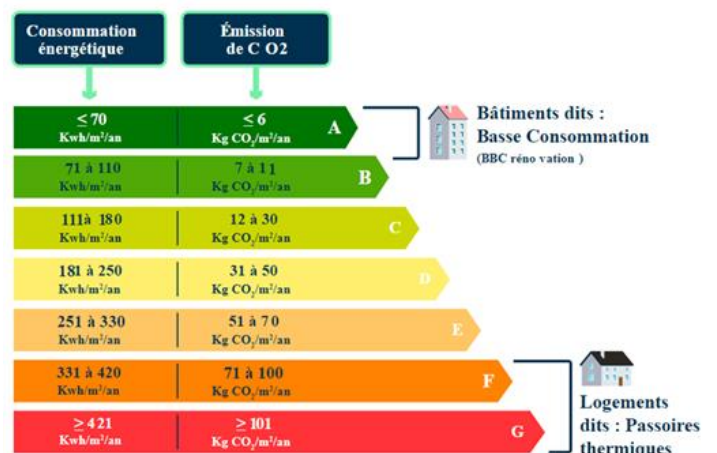 Consommation
énergétique
Émission
de C O2
≤ 70
Kwh/m²/an
≤ 6
Kg CO₂/m²/an
A
Bâtiments dits :
Basse Consommation
(BBC réno vation )
71 à 110
Kwh/m²/an
7 à 11
Kg CO₂/m²/an
B
111à 180
Kwh/m²/an
12 à 30
Kg CO₂/m²/an
C
181 à 250
Kwh/m²/an
31 à 50
Kg CO₂/m²/an
D
251 à 330
Kwh/m²/an
51 à 70
Kg CO₂/m²/an
E
331 à 420
Kwh/m²/an
71 à 100
Kg CO₂/m²/an
F
≥ 421
Kwh/m²/an
≥ 101
Kg CO₂/m²/an
G
Logements
dits : Passoires
thermiques